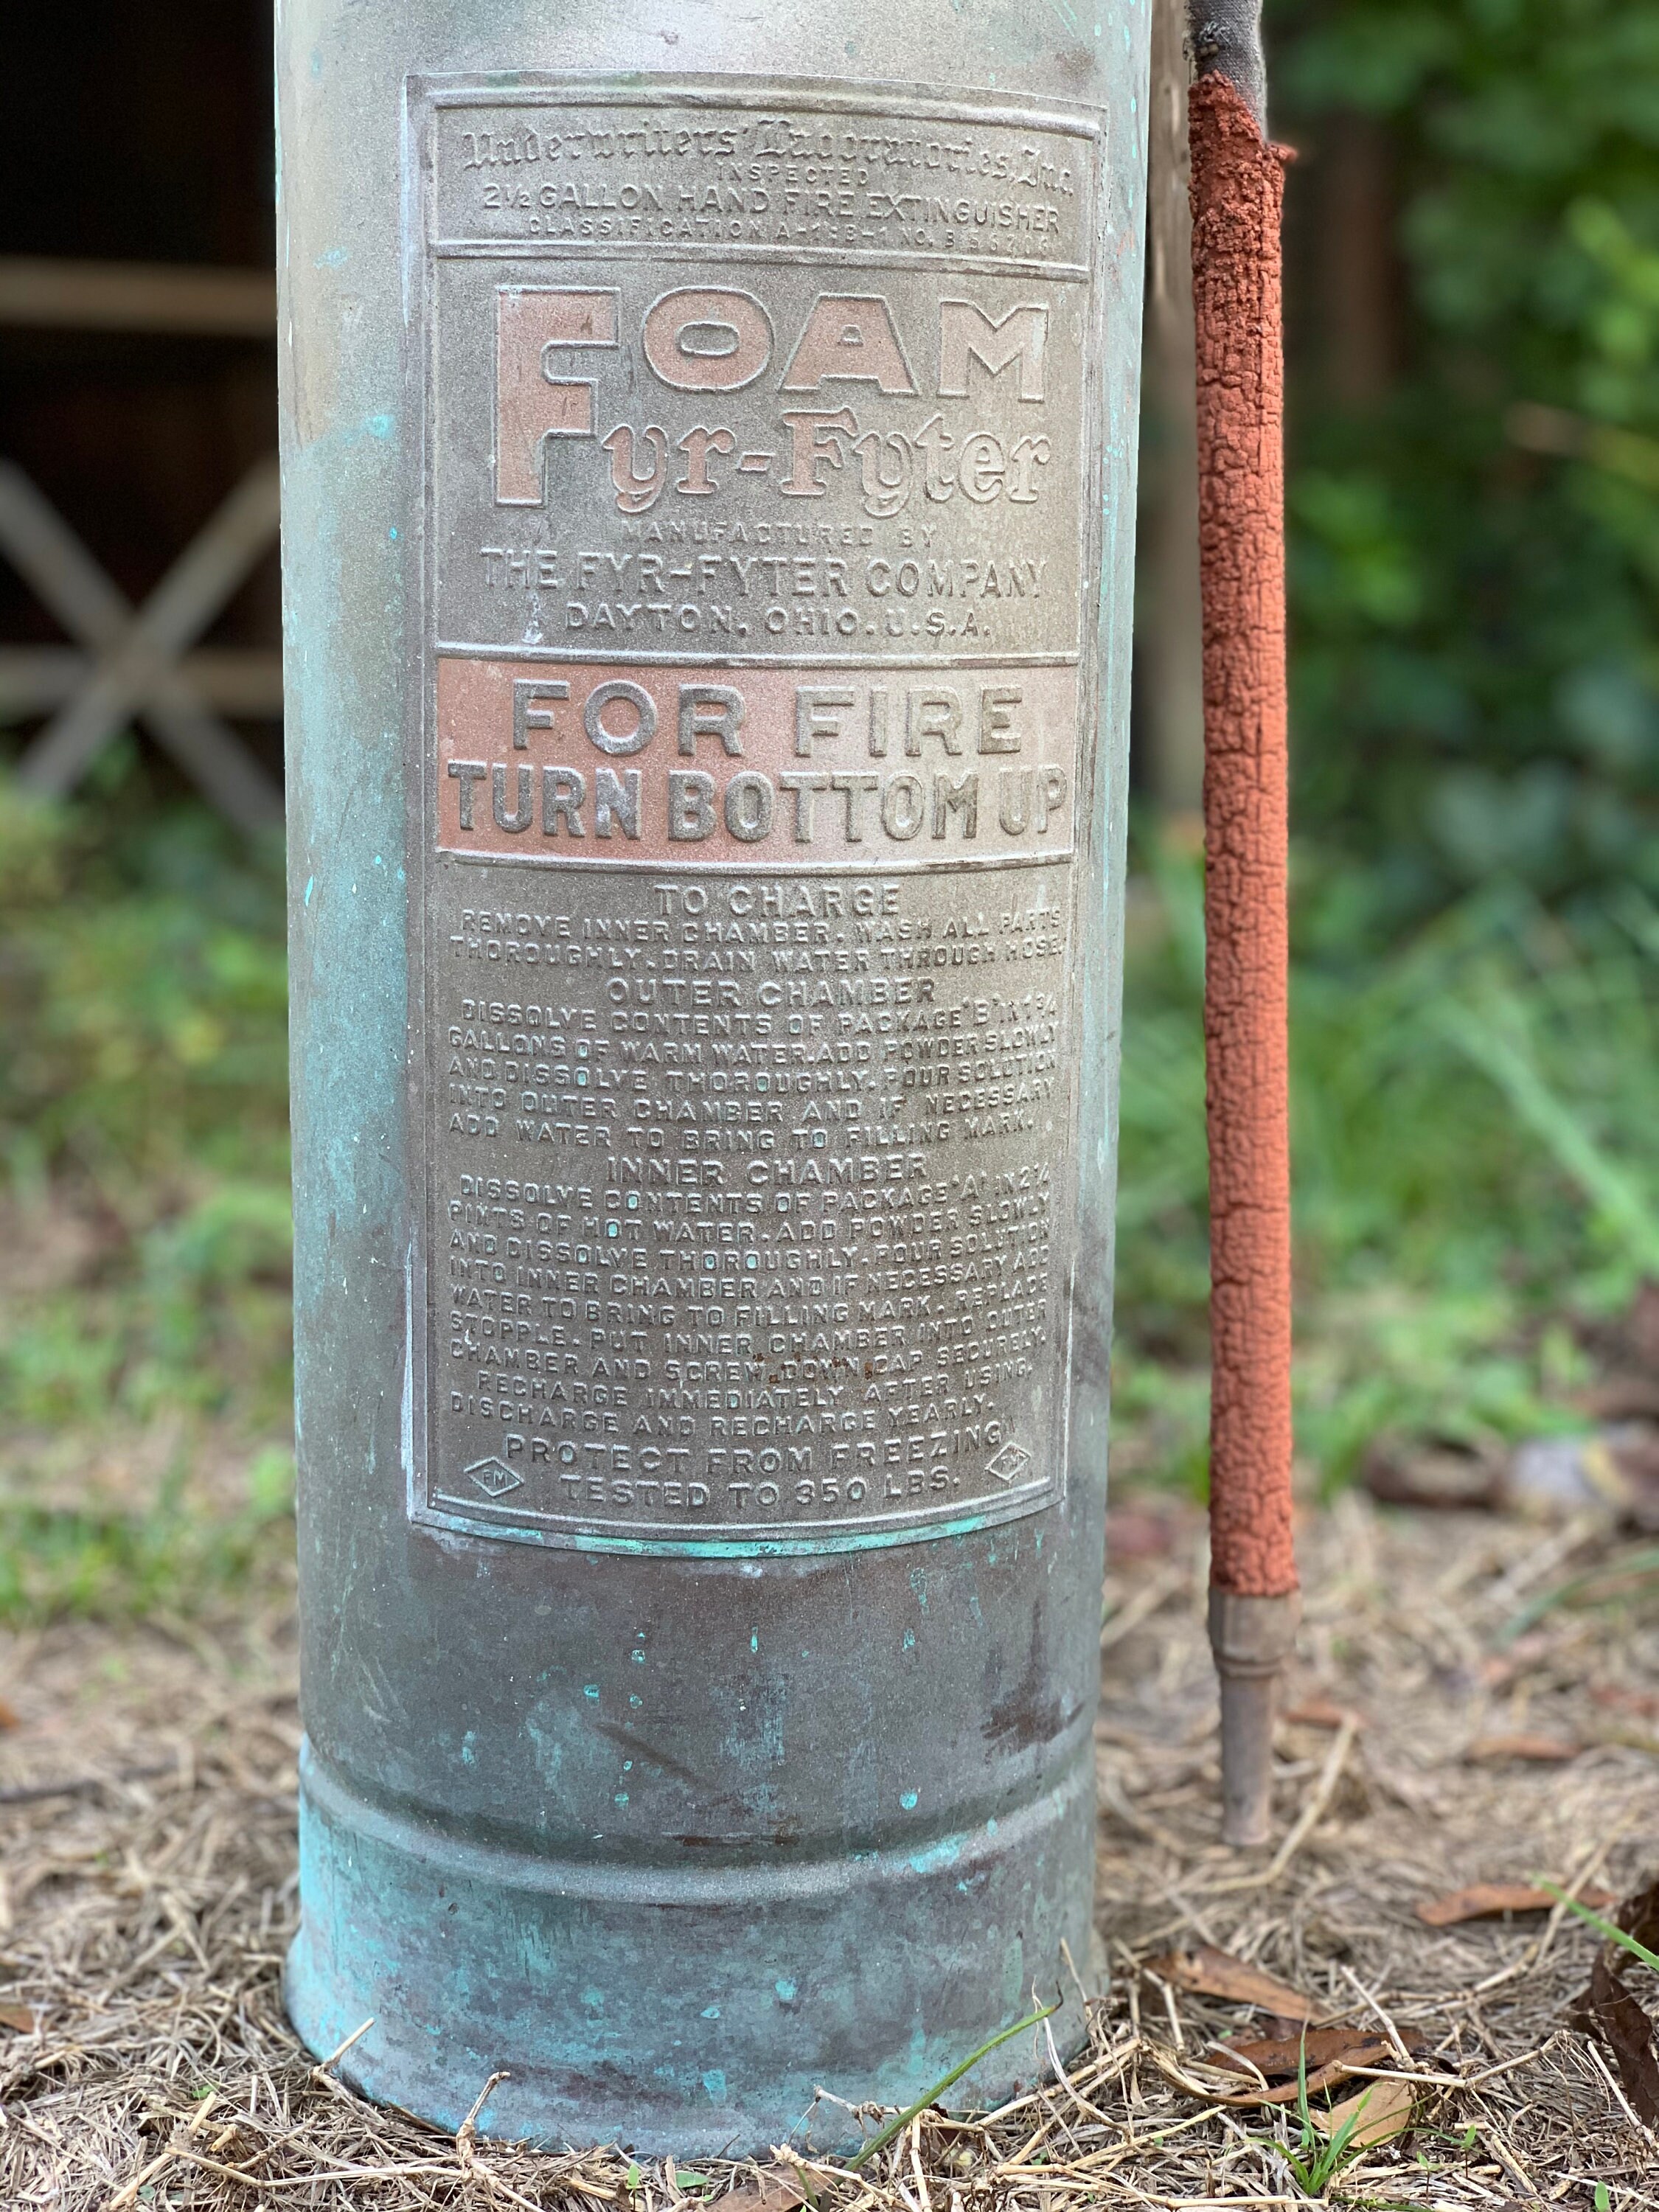 Underwriters' Laboratories, Inc.
INSPECTED
2½ GALLON HAND FIRE EXTINGUISHER
CLASSIFICATION A-1:B-1 NO.
FOAM
Fyr-Fyter
MANUFACTURED BY
THE FYR-FYTER COMPANY
DAYTON, OHIO. U.S.A.
FOR FIRE
TURN BOTTOM UP
TO CHARGE
REMOVE INNER CHAMBER. WASH ALL PARTS
THOROUGHLY. DRAIN WATER THROUGH HOSE.
OUTER CHAMBER
DISSOLVE CONTENTS OF PACKAGE "B" IN 1¾
GALLONS OF WARM WATER. ADD POWDER SLOWLY
AND DISSOLVE THOROUGHLY. POUR SOLUTION
INTO OUTER CHAMBER AND IF NECESSARY
ADD WATER TO BRING TO FILLING MARK.
INNER CHAMBER
DISSOLVE CONTENTS OF PACKAGE "A" IN 2¼
PINTS OF HOT WATER. ADD POWDER SLOWLY
AND DISSOLVE THOROUGHLY. POUR SOLUTION
INTO INNER CHAMBER AND IF NECESSARY ADD
WATER TO BRING TO FILLING MARK. REPLACE
STOPPLE. PUT INNER CHAMBER INTO OUTER
CHAMBER AND SCREW DOWN CAP SECURELY.
RECHARGE IMMEDIATELY AFTER USING.
DISCHARGE AND RECHARGE YEARLY.
PROTECT FROM FREEZING
FM TESTED TO 350 LBS. FM